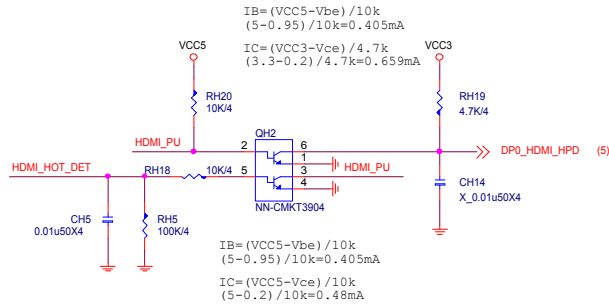 IB=(VCC5-Vbe)/10k
(5-0.95)/10k=0.405mA
IC=(VCC3-Vce)/4.7k
(3.3-0.2)/4.7k=0.659mA
VCC5
VCC3
RH20
10K/4
RH19
4.7K/4
QH2
HDMI_PU
2
6
1
DP0_HDMI_HPD
(5)
HDMI_HOT_DET
RH18
10K/4
5
3
HDMI_PU
4
CH14
X_0.01u50X4
NN-CMKT3904
CH5
0.01u50X4
RH5
100K/4
IB=(VCC5-Vbe)/10k
(5-0.95)/10k=0.405mA
IC=(VCC5-Vce)/10k
(5-0.2)/10k=0.48mA